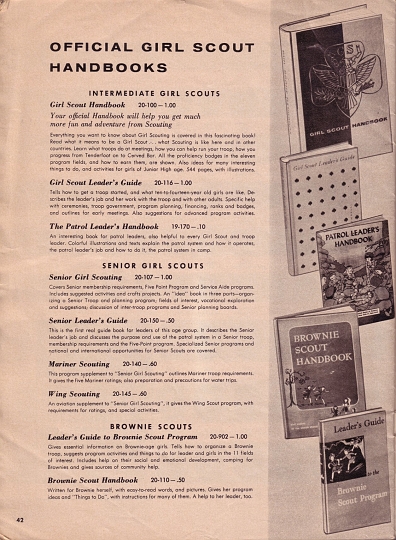 OFFICIAL GIRL SCOUT
HANDBOOKS
INTERMEDIATE GIRL SCOUTS
Girl Scout Handbook 20-100—1.00
Your official Handbook will help you get much
more fun and adventure from Scouting
Everything you want to know about Girl Scouting is covered in this fascinating book!
Read what it means to be a Girl Scout . . . what Scouting is like here and in other
countries. Learn what troops do at meetings, how you can help run your troop, how you
progress from Tenderfoot on to Curved Bar. All the proficiency badges in the eleven
program fields, and how to earn them, are shown. Also ideas for many interesting
things to do, and activities for girls of Junior High age. 544 pages, with illustrations.
Girl Scout Leader's Guide 20-116—1.00
Tells how to get a troop started, and what ten-to-fourteen-year old girls are like. De-
scribes the leader's job and her work with the troop and with other adults. Specific help
with ceremonies, troop government, program planning, financing, ranks and badges,
and outlines for early meetings. Also suggestions for advanced program activities.
The Patrol Leader's Handbook 19-170—.10
An interesting book for patrol leaders, also helpful to every Girl Scout and troop
leader. Colorful illustrations and texts explain the patrol system and how it operates,
the patrol leader's job and how to do it, the patrol system in camp.
SENIOR GIRL SCOUTS
Senior Girl Scouting 20-107—1.00
Covers Senior membership requirements, Five Point Program and Service Aide programs.
Includes suggested activities and crafts projects. An "idea" book in three parts—organ-
izing a Senior Troop and planning program; fields of interest, vocational exploration
and suggestions; discussion of inter-troop programs and Senior planning boards.
Senior Leader's Guide 20-150—.50
This is the first real guide book for leaders of this age group. It describes the Senior
leader's job and discusses the purpose and use of the patrol system in a Senior troop,
membership requirements and the Five-Point program. Specialized Senior programs and
national and international opportunities for Senior Scouts are covered.
Mariner Scouting 20-140—.60
This program supplement to "Senior Girl Scouting" outlines Mariner troop requirements.
It gives the Five Mariner ratings; also preparation and precautions for water trips.
Wing Scouting 20-145—.60
An aviation supplement to "Senior Girl Scouting", it gives the Wing Scout program, with
requirements for ratings, and special activities.
BROWNIE SCOUTS
Leader's Guide to Brownie Scout Program 20-902—1.00
Gives essential information on Brownie-age girls. Tells how to organize a Brownie
troop, suggests program activities and things to do for leader and girls in the 11 fields
of interest. Includes help on their social and emotional development, camping for
Brownies and gives sources of community help.
Brownie Scout Handbook 20-110—.50
Written for Brownie herself, with easy-to-read words, and pictures. Gives her program
ideas and "Things to Do", with instructions for many of them. A help to her leader, too.
42
GIRL SCOUT HANDBOOK
Girl Scout Leader's Guide
PATROL LEADER'S
HANDBOOK
BROWNIE
SCOUT
HANDBOOK
Leader's Guide
to the
Brownie
Scout Program